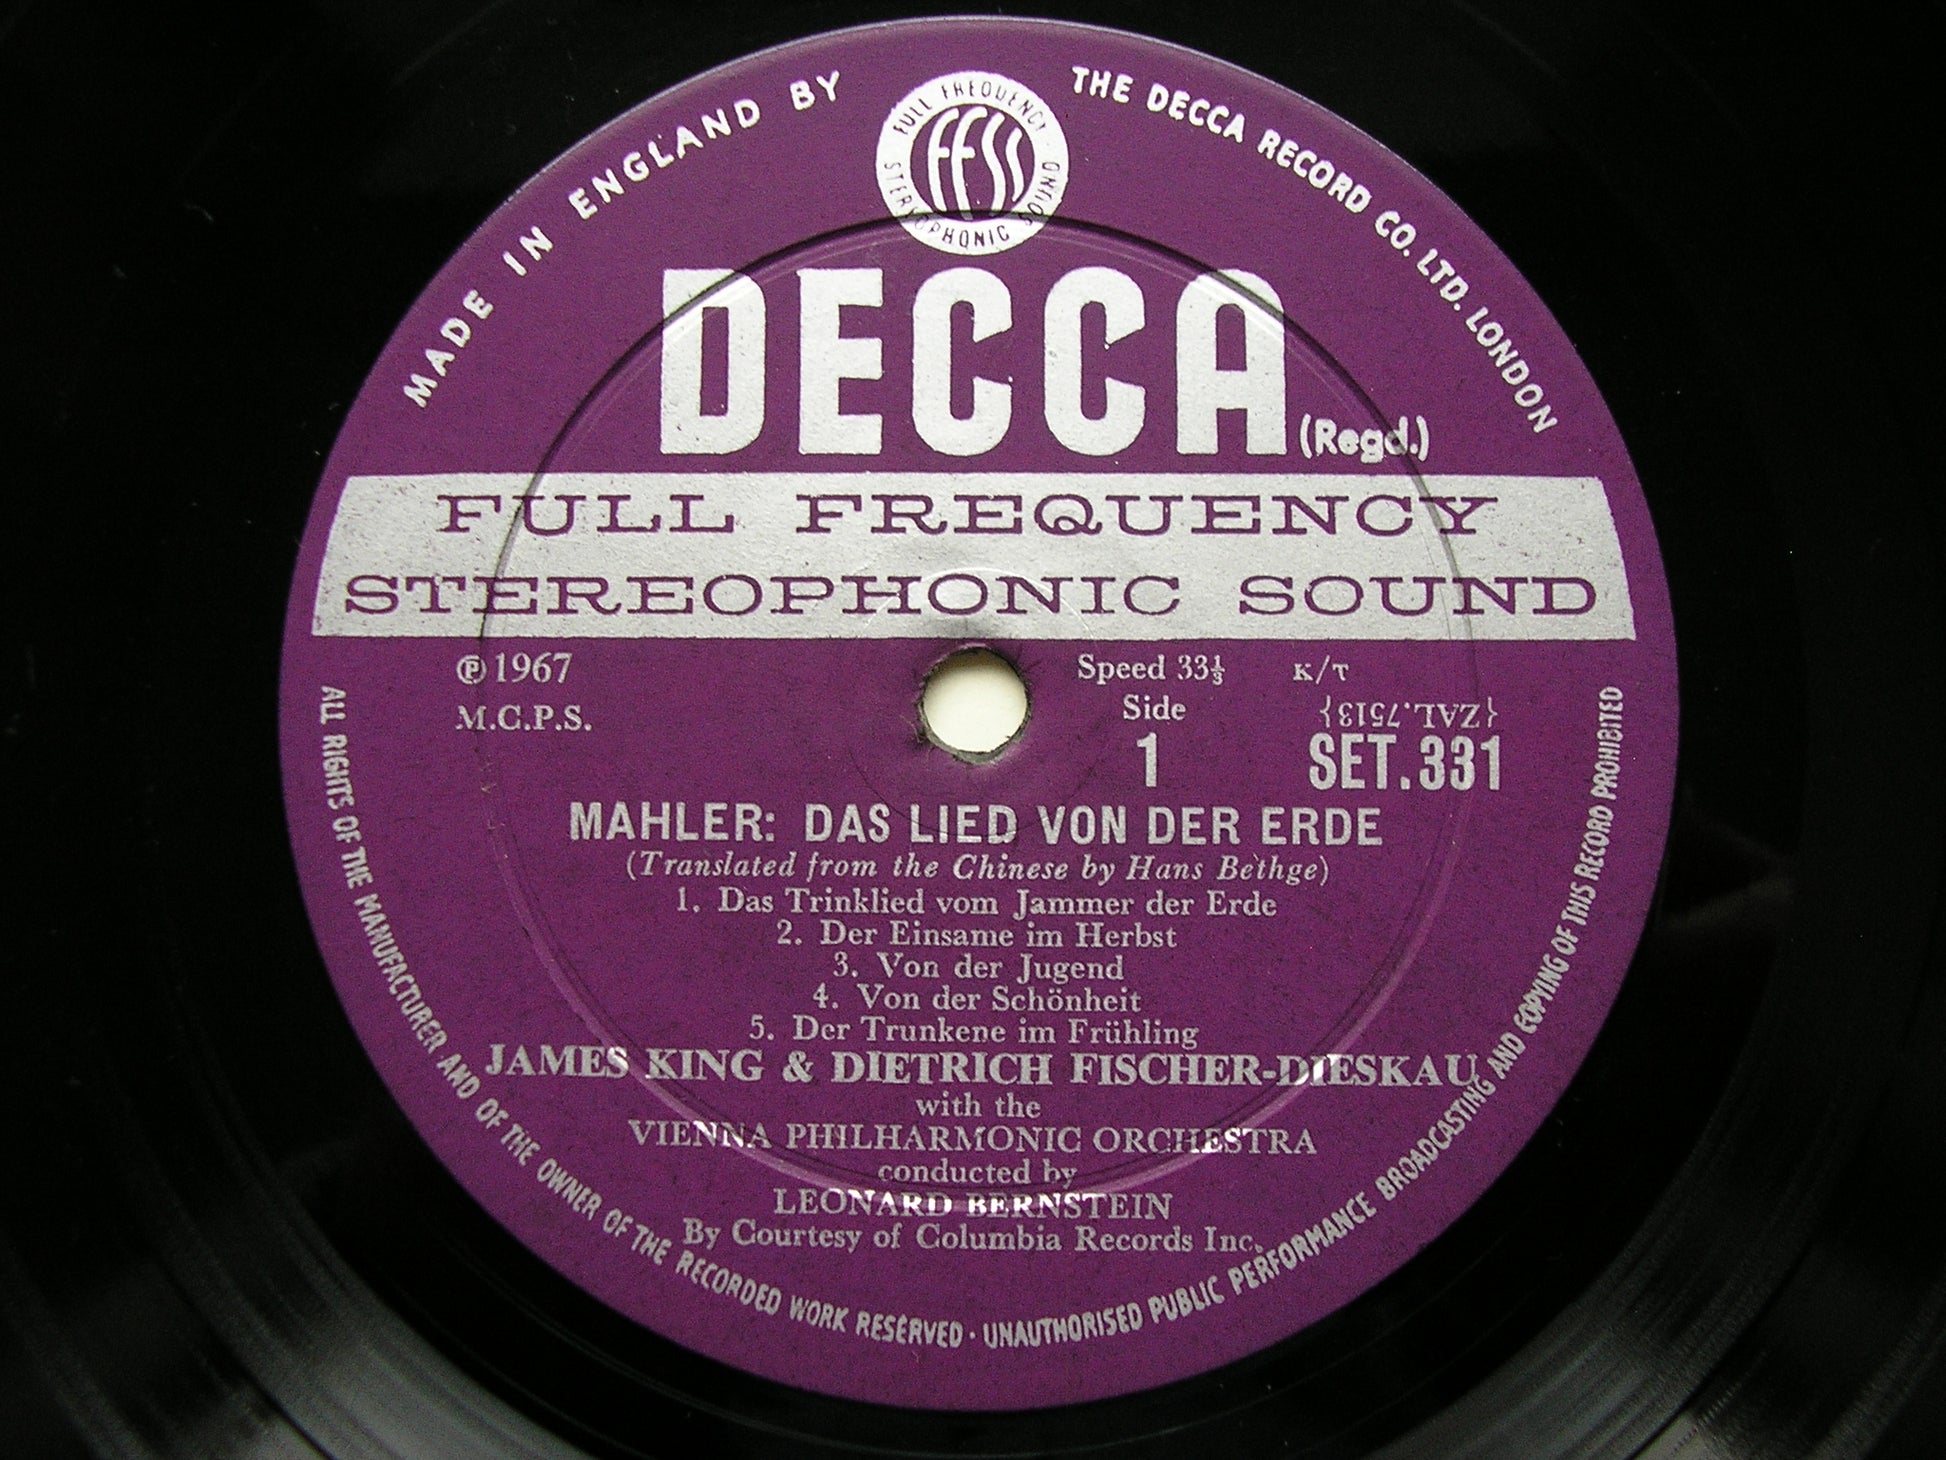 MADE IN ENGLAND BY
THE DECCA RECORD CO. LTD. LONDON
FULL FREQUENCY
STEREOPHONIC SOUND
FFSS
DECCA
(Regd.)
FULL FREQUENCY
STEREOPHONIC SOUND
℗ 1967
M.C.P.S.
Speed 33⅓
K/T
Side
1
{ZAL.7513}
SET.331
MAHLER: DAS LIED VON DER ERDE
(Translated from the Chinese by Hans Bethge)
1. Das Trinklied vom Jammer der Erde
2. Der Einsame im Herbst
3. Von der Jugend
4. Von der Schönheit
5. Der Trunkene im Frühling
JAMES KING & DIETRICH FISCHER-DIESKAU
with the
VIENNA PHILHARMONIC ORCHESTRA
conducted by
LEONARD BERNSTEIN
By Courtesy of Columbia Records Inc.
ALL RIGHTS OF THE MANUFACTURER AND OF THE OWNER OF THE RECORDED WORK RESERVED · UNAUTHORISED PUBLIC PERFORMANCE BROADCASTING AND COPYING OF THIS RECORD PROHIBITED